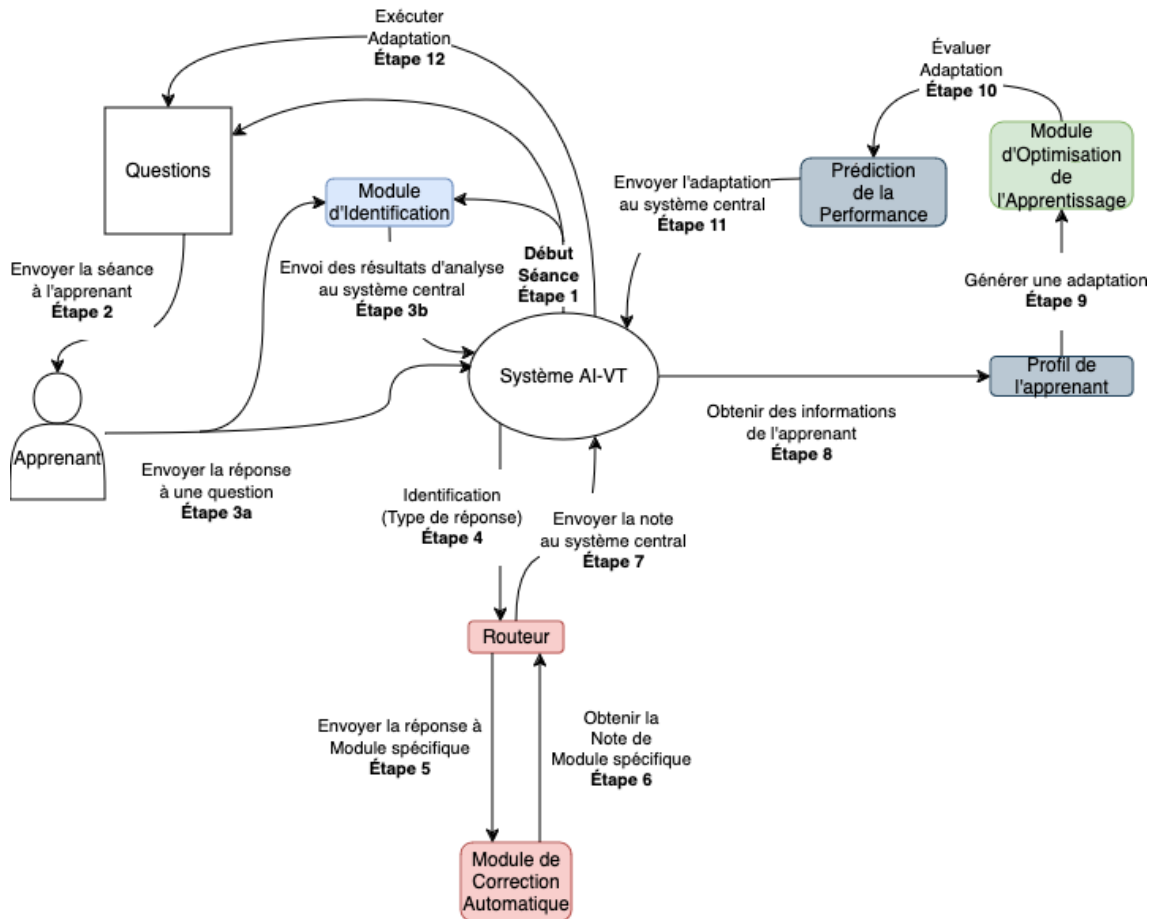 Exécuter
Adaptation
Étape 12
Évaluer
Adaptation
Étape 10
Questions
Module
d'Identification
Module
d'Optimisation
de
l'Apprentissage
Prédiction
de la
Performance
Envoyer l'adaptation
au système central
Étape 11
Envoyer la séance
à l'apprenant
Étape 2
Envoi des résultats d'analyse
au système central
Étape 3b
Début
Séance
Étape 1
Générer une adaptation
Étape 9
Système AI-VT
Profil de
l'apprenant
Apprenant
Obtenir des informations
de l'apprenant
Étape 8
Envoyer la réponse
à une question
Étape 3a
Identification
(Type de réponse)
Étape 4
Envoyer la note
au système central
Étape 7
Routeur
Envoyer la réponse à
Module spécifique
Étape 5
Obtenir la
Note de
Module spécifique
Étape 6
Module de
Correction
Automatique